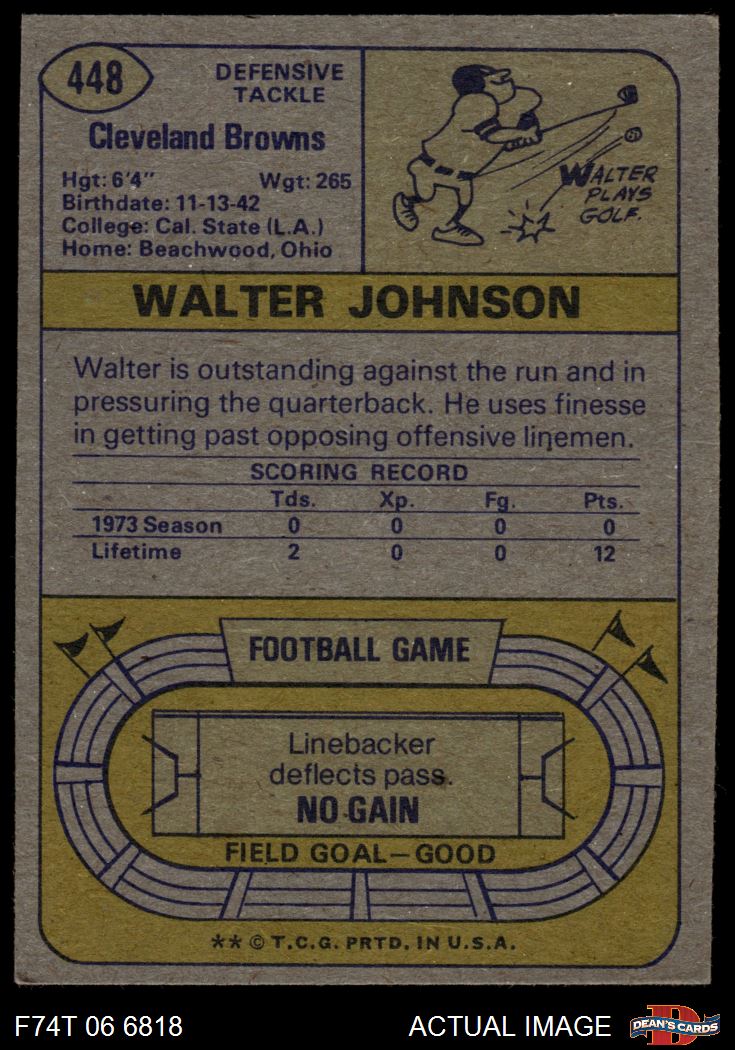 448
DEFENSIVE
TACKLE
Cleveland Browns
Hgt: 6'4" Wgt: 265
Birthdate: 11-13-42
College: Cal. State (L.A.)
Home: Beachwood, Ohio
WALTER
PLAYS
GOLF.
WALTER JOHNSON
Walter is outstanding against the run and in
pressuring the quarterback. He uses finesse
in getting past opposing offensive linemen.
SCORING RECORD
Tds. Xp. Fg. Pts.
1973 Season 0 0 0 0
Lifetime 2 0 0 12
FOOTBALL GAME
Linebacker
deflects pass.
NO GAIN
FIELD GOAL—GOOD
** © T.C.G. PRTD. IN U.S.A.
F74T 06 6818 ACTUAL IMAGE
D
DEAN'S CARDS